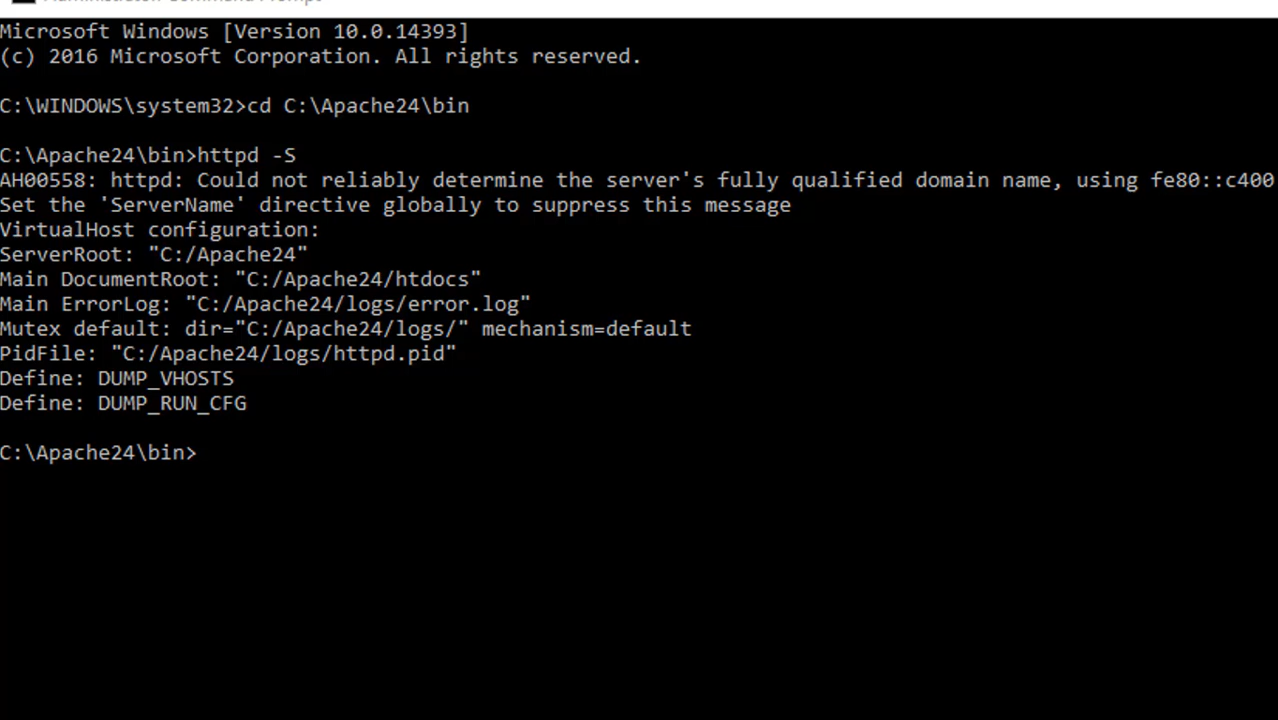 Microsoft Windows [Version 10.0.14393]
(c) 2016 Microsoft Corporation. All rights reserved.
C:\WINDOWS\system32>cd C:\Apache24\bin
C:\Apache24\bin>httpd -S
AH00558: httpd: Could not reliably determine the server's fully qualified domain name, using fe80::c400
Set the 'ServerName' directive globally to suppress this message
VirtualHost configuration:
ServerRoot: "C:/Apache24"
Main DocumentRoot: "C:/Apache24/htdocs"
Main ErrorLog: "C:/Apache24/logs/error.log"
Mutex default: dir="C:/Apache24/logs/" mechanism=default
PidFile: "C:/Apache24/logs/httpd.pid"
Define: DUMP_VHOSTS
Define: DUMP_RUN_CFG
C:\Apache24\bin>